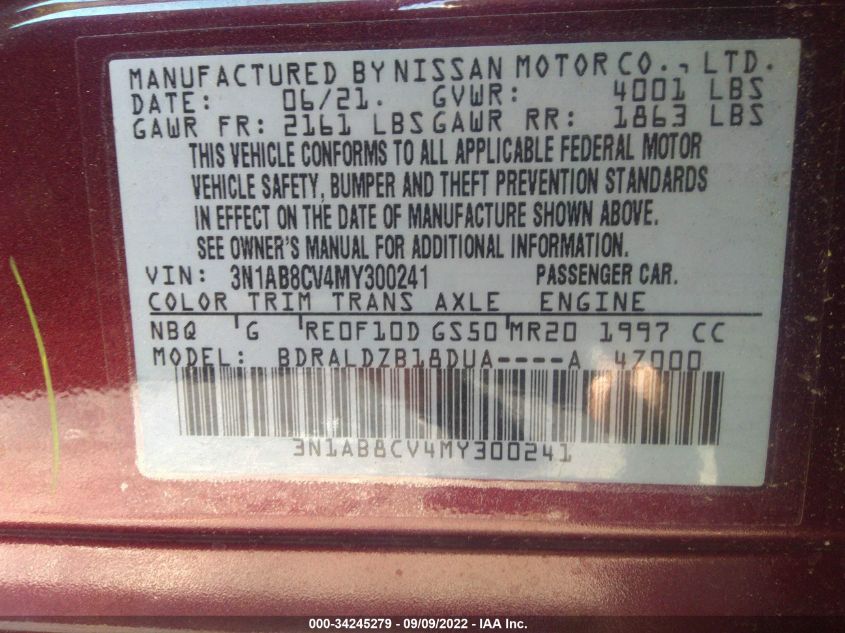 MANUFACTURED BY NISSAN MOTOR CO., LTD.
DATE: 06/21. GVWR: 4001 LBS
GAWR FR: 2161 LBS GAWR RR: 1863 LBS
THIS VEHICLE CONFORMS TO ALL APPLICABLE FEDERAL MOTOR
VEHICLE SAFETY, BUMPER AND THEFT PREVENTION STANDARDS
IN EFFECT ON THE DATE OF MANUFACTURE SHOWN ABOVE.
SEE OWNER'S MANUAL FOR ADDITIONAL INFORMATION.
VIN: 3N1AB8CV4MY300241 PASSENGER CAR.
COLOR TRIM TRANS AXLE ENGINE
NBQ G RE0F10D GS50 MR20 1997 CC
MODEL: BDRALDZB18DUA----A 47000
3N1AB8CV4MY300241
000-34245279 - 09/09/2022 - IAA Inc.